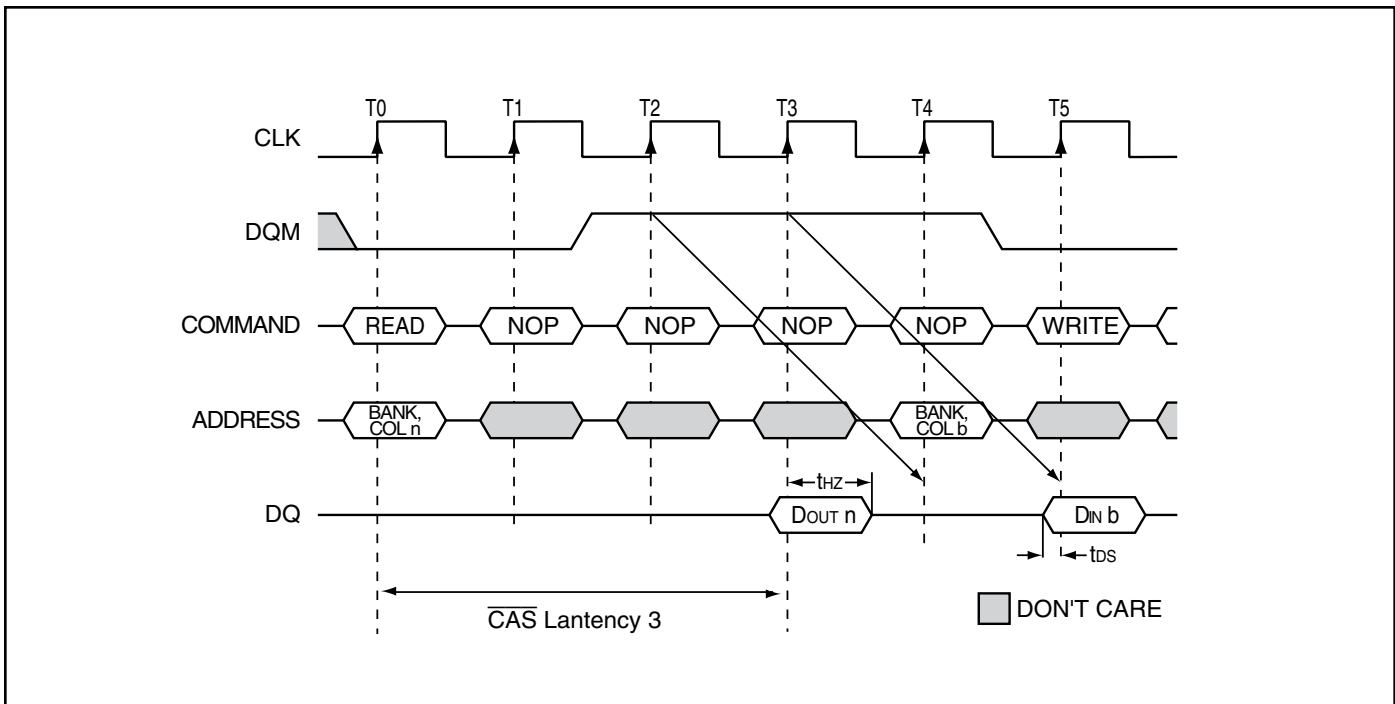 T0 T1 T2 T3 T4 T5
CLK
DQM
COMMAND READ NOP NOP NOP NOP WRITE
ADDRESS BANK, COL n BANK, COL b
tHZ
DQ DOUT n DIN b
tDS
CAS Lantency 3
DON'T CARE